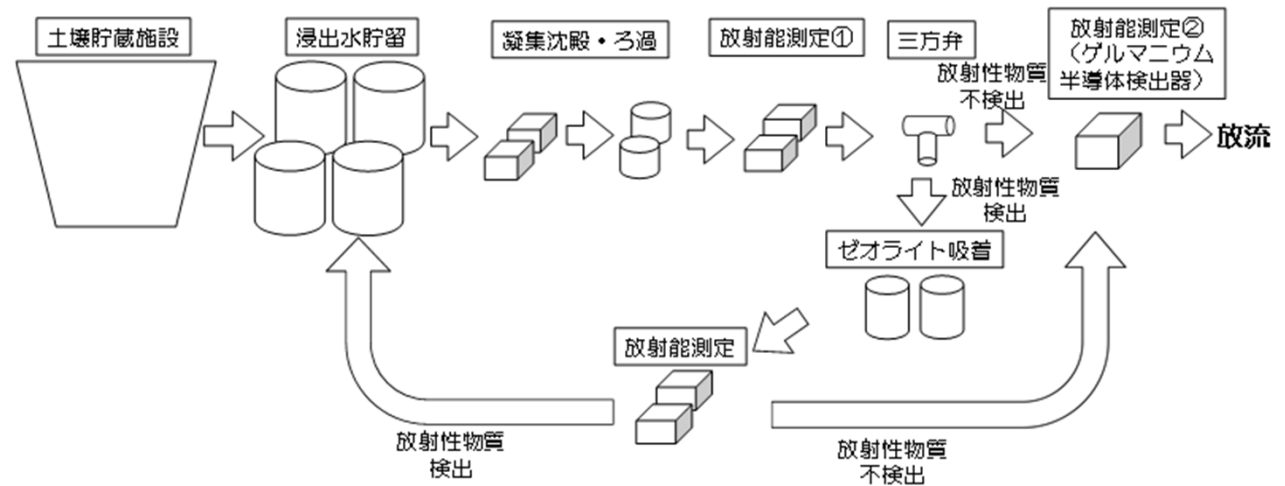 土壌貯蔵施設
浸出水貯留
凝集沈殿・ろ過
放射能測定①
三方弁
放射性物質
不検出
放射能測定②
（ゲルマニウム
半導体検出器）
放流
放射性物質
検出
ゼオライト吸着
放射能測定
放射性物質
検出
放射性物質
不検出